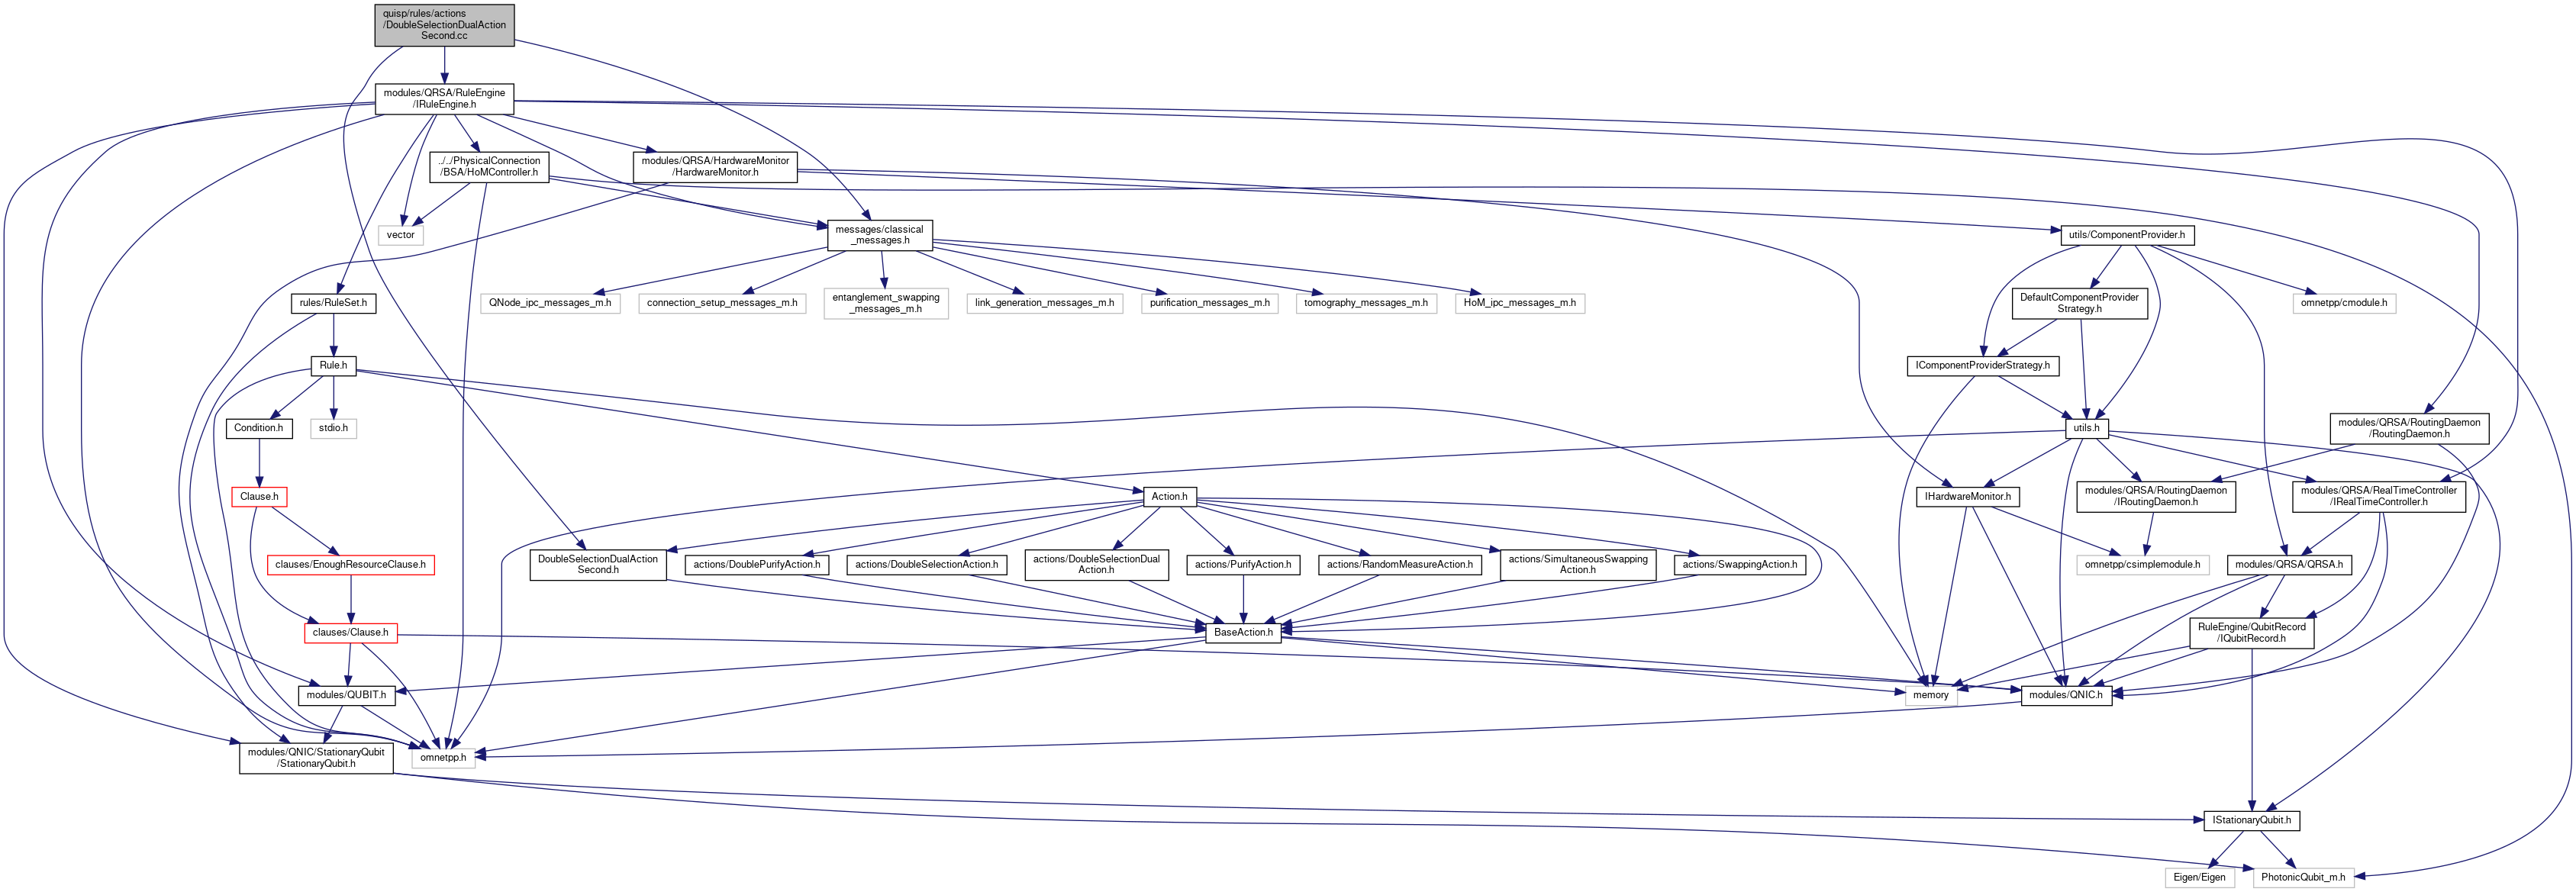 quisp/rules/actions
/DoubleSelectionDualAction
Second.cc
modules/QRSA/RuleEngine
/IRuleEngine.h
../../PhysicalConnection
/BSA/HoMController.h
modules/QRSA/HardwareMonitor
/HardwareMonitor.h
vector
messages/classical
_messages.h
utils/ComponentProvider.h
QNode_ipc_messages_m.h
connection_setup_messages_m.h
entanglement_swapping
_messages_m.h
link_generation_messages_m.h
purification_messages_m.h
tomography_messages_m.h
HoM_ipc_messages_m.h
rules/RuleSet.h
DefaultComponentProvider
Strategy.h
omnetpp/cmodule.h
Rule.h
IComponentProviderStrategy.h
Condition.h
stdio.h
utils.h
modules/QRSA/RoutingDaemon
/RoutingDaemon.h
Clause.h
Action.h
IHardwareMonitor.h
modules/QRSA/RoutingDaemon
/IRoutingDaemon.h
modules/QRSA/RealTimeController
/IRealTimeController.h
clauses/EnoughResourceClause.h
DoubleSelectionDualAction
Second.h
actions/DoublePurifyAction.h
actions/DoubleSelectionAction.h
actions/DoubleSelectionDual
Action.h
actions/PurifyAction.h
actions/RandomMeasureAction.h
actions/SimultaneousSwapping
Action.h
actions/SwappingAction.h
omnetpp/csimplemodule.h
modules/QRSA/QRSA.h
clauses/Clause.h
BaseAction.h
RuleEngine/QubitRecord
/IQubitRecord.h
modules/QUBIT.h
memory
modules/QNIC.h
modules/QNIC/StationaryQubit
/StationaryQubit.h
omnetpp.h
IStationaryQubit.h
Eigen/Eigen
PhotonicQubit_m.h